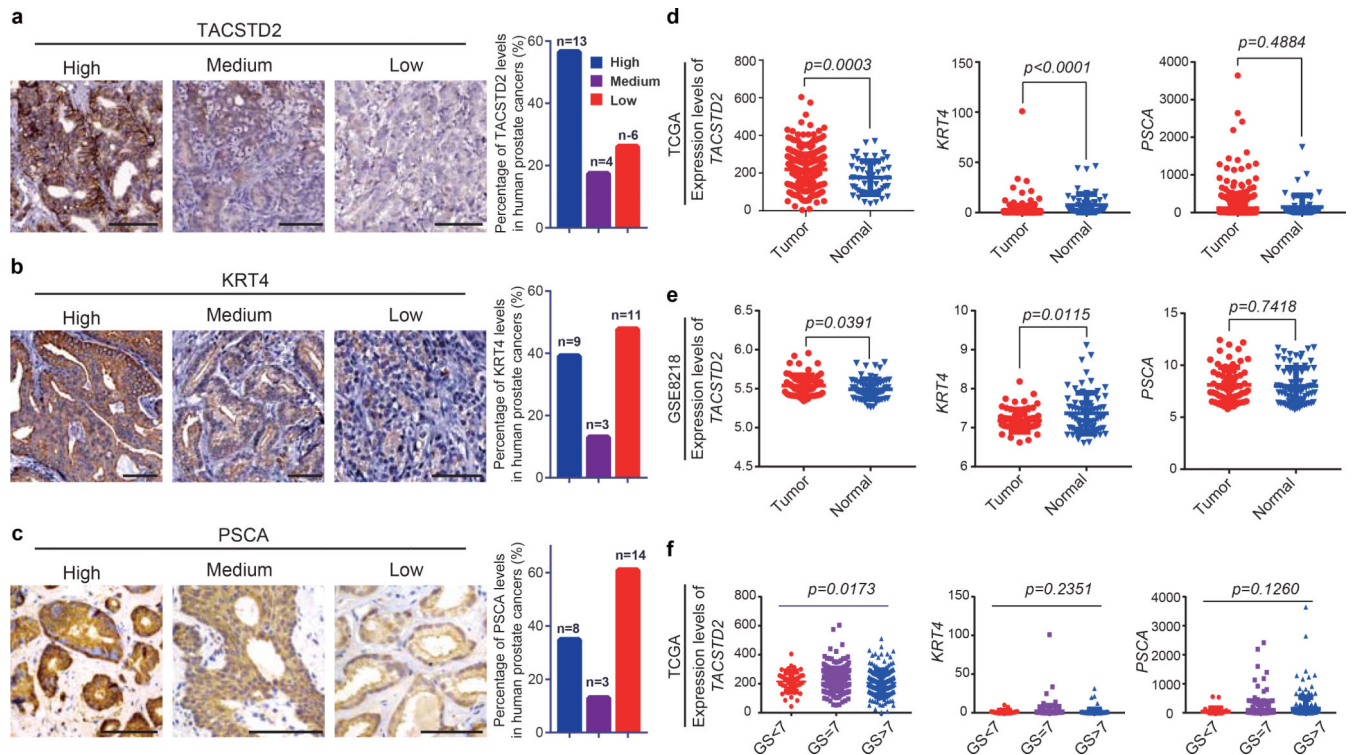 a
TACSTD2
High
Medium
Low
Percentage of TACSTD2 levels
in human prostate cancers (%)
60
40
20
0
n=13
n=4
n-6
High
Medium
Low
b
KRT4
High
Medium
Low
Percentage of KRT4 levels
in human prostate cancers (%)
60
40
20
0
n=9
n=3
n=11
c
PSCA
High
Medium
Low
Percentage of PSCA levels
in human prostate cancers (%)
60
40
20
0
n=8
n=3
n=14
d
TCGA
Expression levels of
TACSTD2
800
600
400
200
0
p=0.0003
Tumor
Normal
KRT4
150
100
50
0
p<0.0001
Tumor
Normal
PSCA
4000
3000
2000
1000
0
p=0.4884
Tumor
Normal
e
GSE8218
Expression levels of
TACSTD2
6.5
6.0
5.5
5.0
4.5
p=0.0391
Tumor
Normal
KRT4
10
9
8
7
6
p=0.0115
Tumor
Normal
PSCA
15
10
5
0
p=0.7418
Tumor
Normal
f
TCGA
Expression levels of
TACSTD2
800
600
400
200
0
p=0.0173
GS<7
GS=7
GS>7
KRT4
150
100
50
0
p=0.2351
GS<7
GS=7
GS>7
PSCA
4000
3000
2000
1000
0
p=0.1260
GS<7
GS=7
GS>7